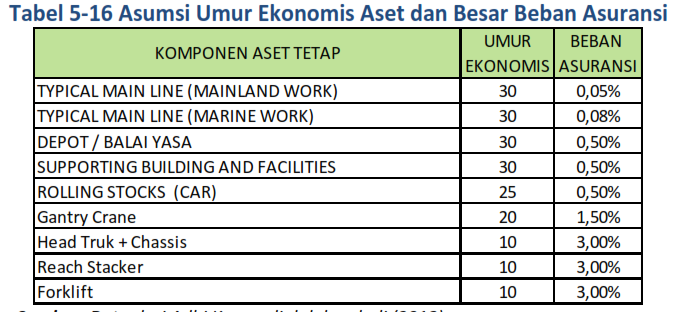 Tabel 5-16 Asumsi Umur Ekonomis Aset dan Besar Beban Asuransi
KOMPONEN ASET TETAP UMUR EKONOMIS BEBAN ASURANSI
TYPICAL MAIN LINE (MAINLAND WORK) 30 0,05%
TYPICAL MAIN LINE (MARINE WORK) 30 0,08%
DEPOT / BALAI YASA 30 0,50%
SUPPORTING BUILDING AND FACILITIES 30 0,50%
ROLLING STOCKS (CAR) 25 0,50%
Gantry Crane 20 1,50%
Head Truk + Chassis 10 3,00%
Reach Stacker 10 3,00%
Forklift 10 3,00%